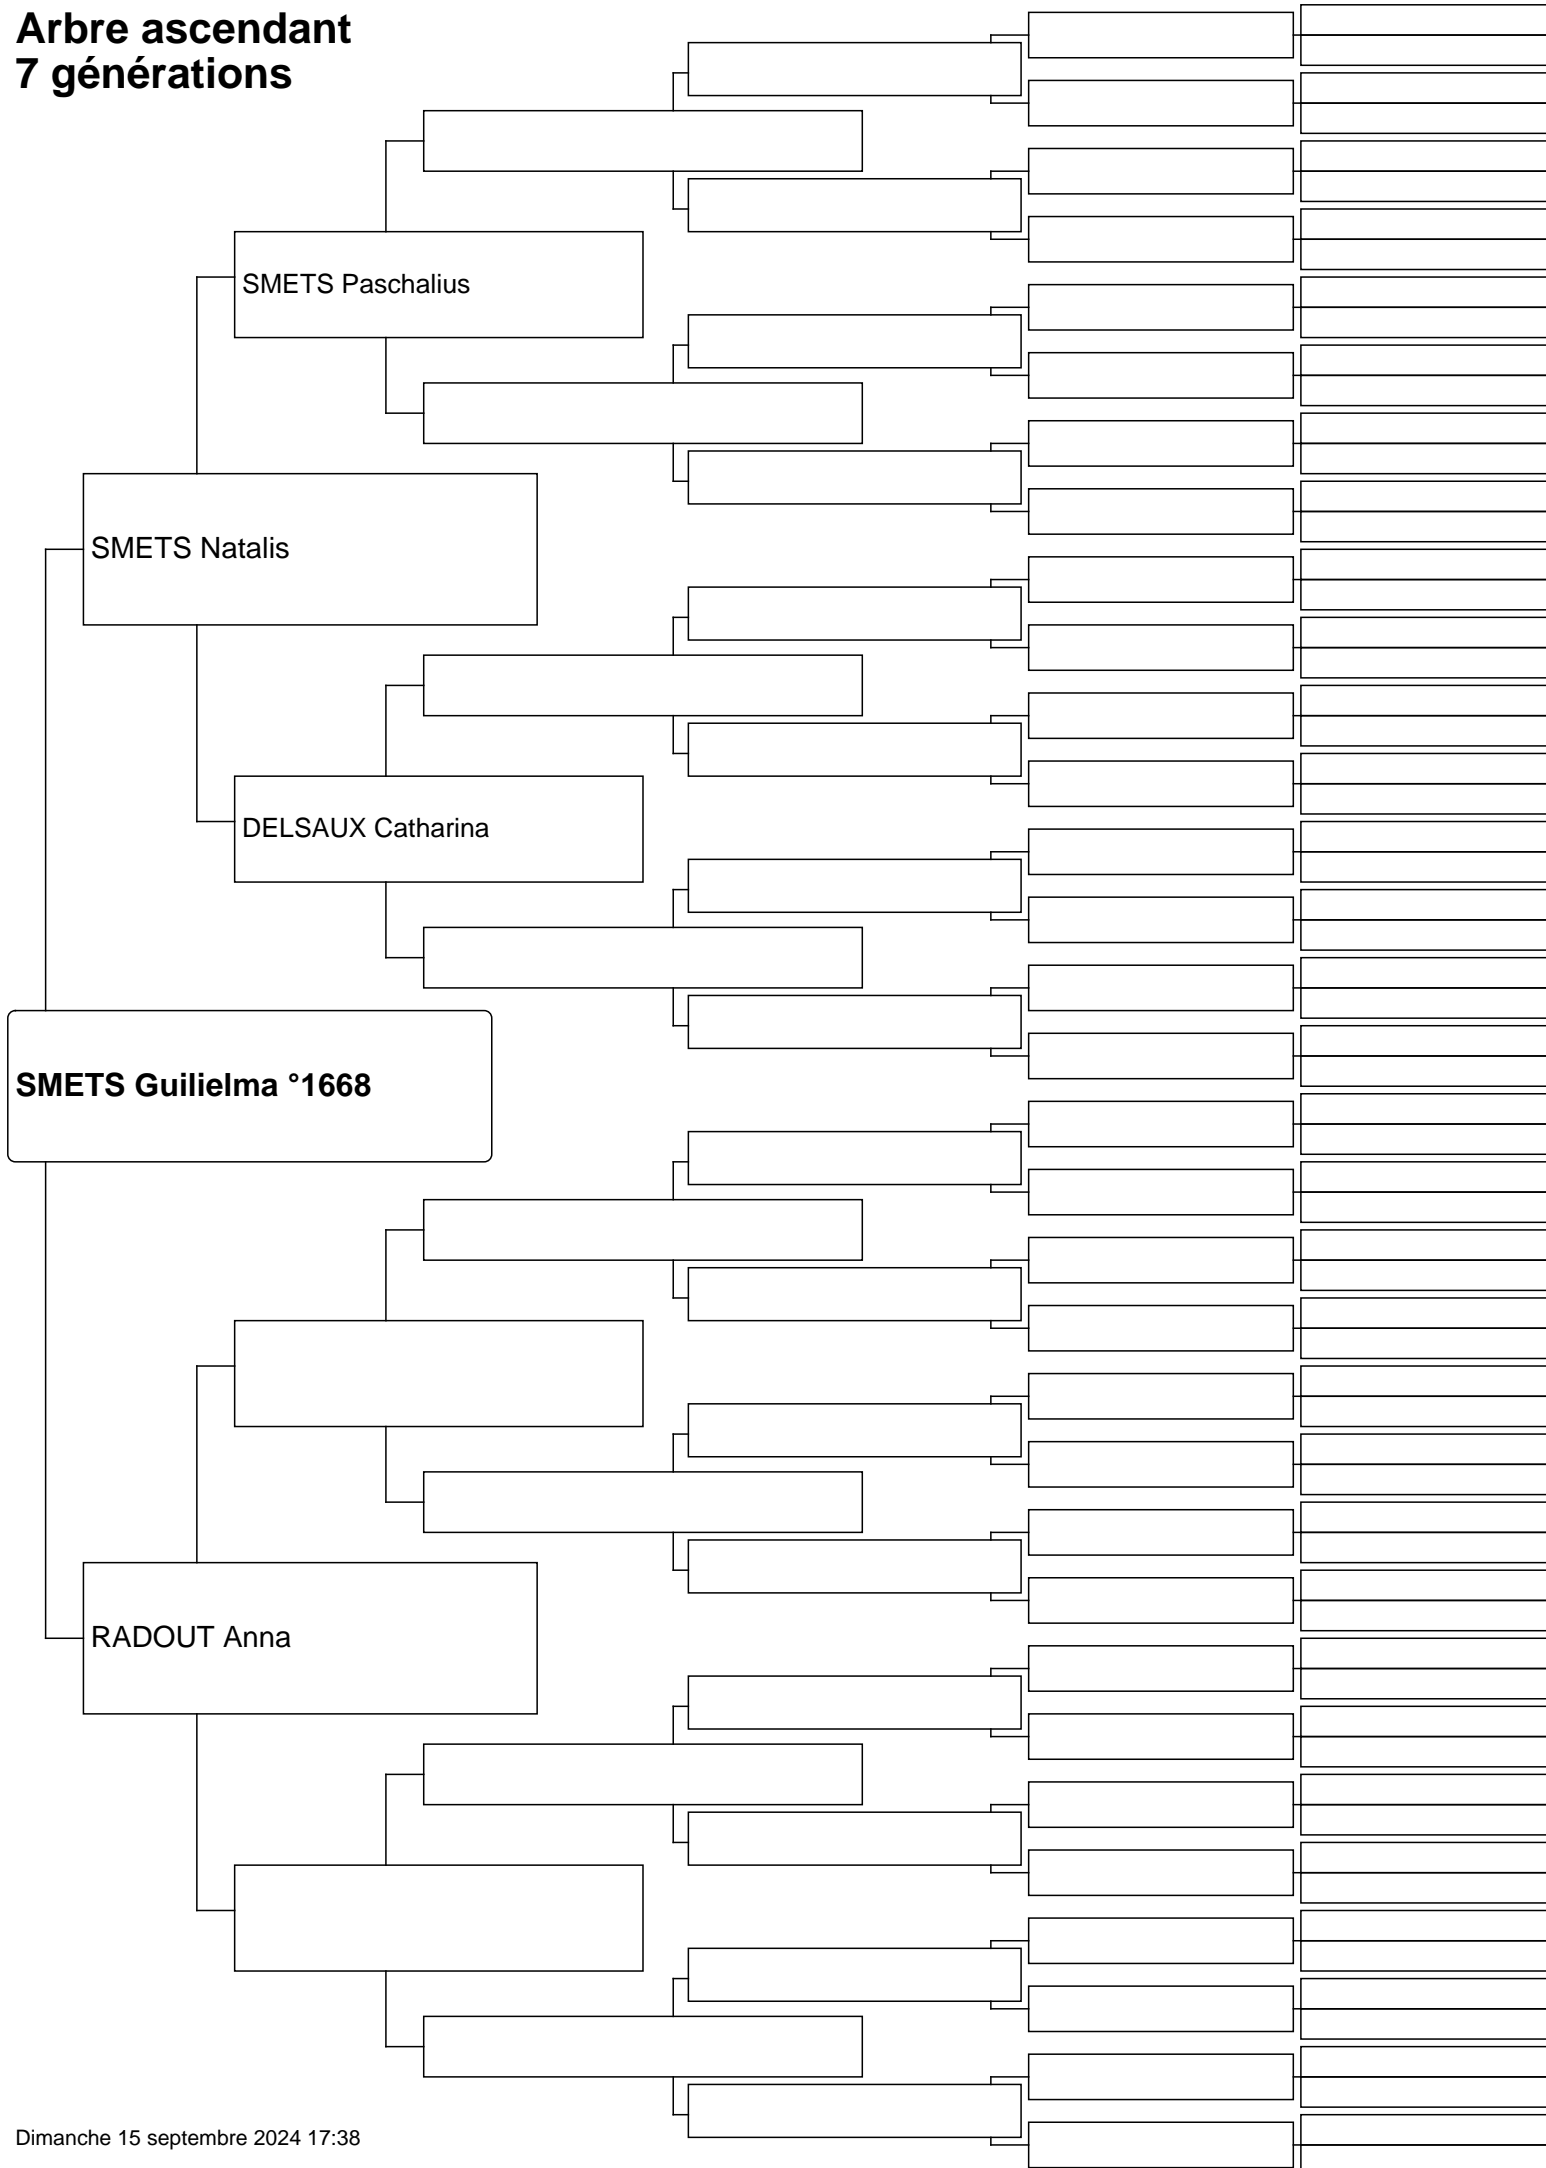 Arbre ascendant
7 générations
SMETS Paschalius
SMETS Natalis
DELSAUX Catharina
SMETS Guilielma °1668
RADOUT Anna
Dimanche 15 septembre 2024 17:38